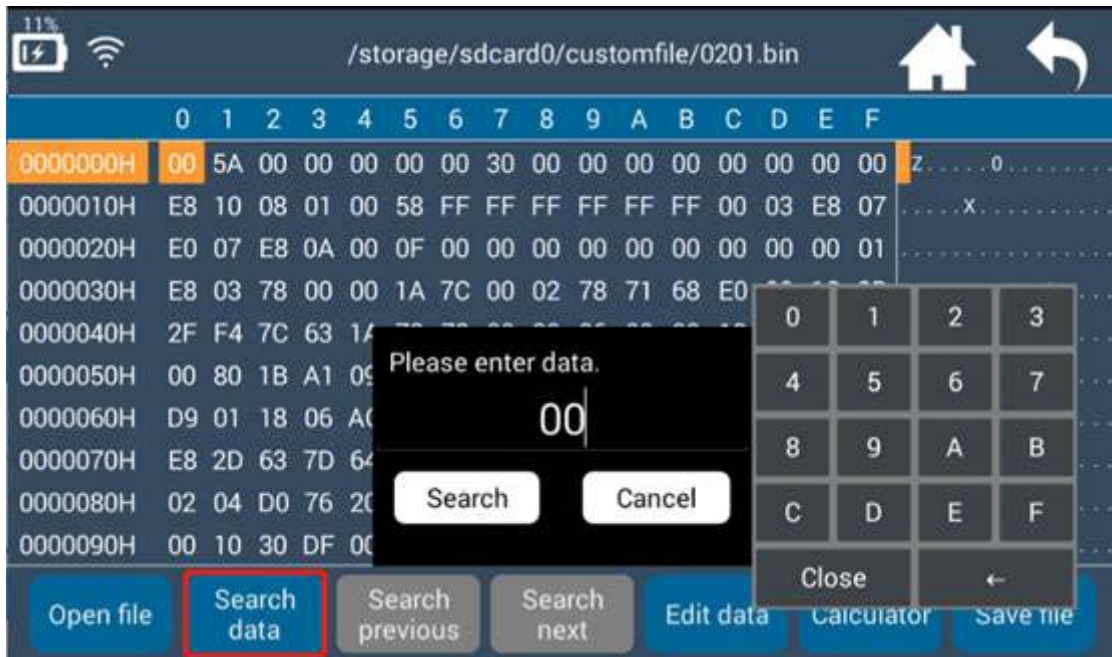 11%
/storage/sdcard0/customfile/0201.bin
0 1 2 3 4 5 6 7 8 9 A B C D E F
0000000H 00 5A 00 00 00 00 00 30 00 00 00 00 00 00 00 00 Z.....0........
0000010H E8 10 08 01 00 58 FF FF FF FF FF FF 00 03 E8 07 .....X..........
0000020H E0 07 E8 0A 00 0F 00 00 00 00 00 00 00 00 00 01 ................
0000030H E8 03 78 00 00 1A 7C 00 02 78 71 68 E0
0000040H 2F F4 7C 63
0000050H 00 80 1B A1 09
0000060H D9 01 18 06
0000070H E8 2D 63 7D 64
0000080H 02 04 D0 76
0000090H 00 10 30 DF
Please enter data.
00
Search Cancel
0 1 2 3
4 5 6 7
8 9 A B
C D E F
Close ←
Open file
Search
data
Search
previous
Search
next
Edit data
Calculator
Save file